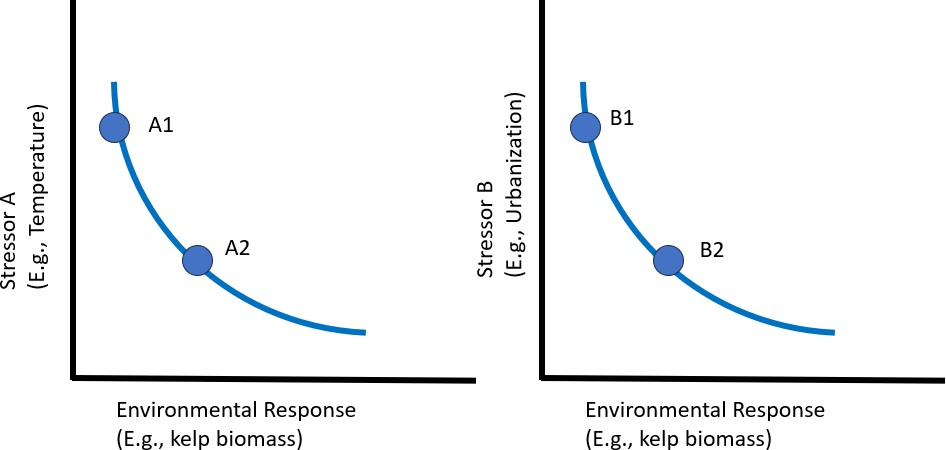 Stressor A
(E.g., Temperature)
A1
A2
Environmental Response
(E.g., kelp biomass)
Stressor B
(E.g., Urbanization)
B1
B2
Environmental Response
(E.g., kelp biomass)